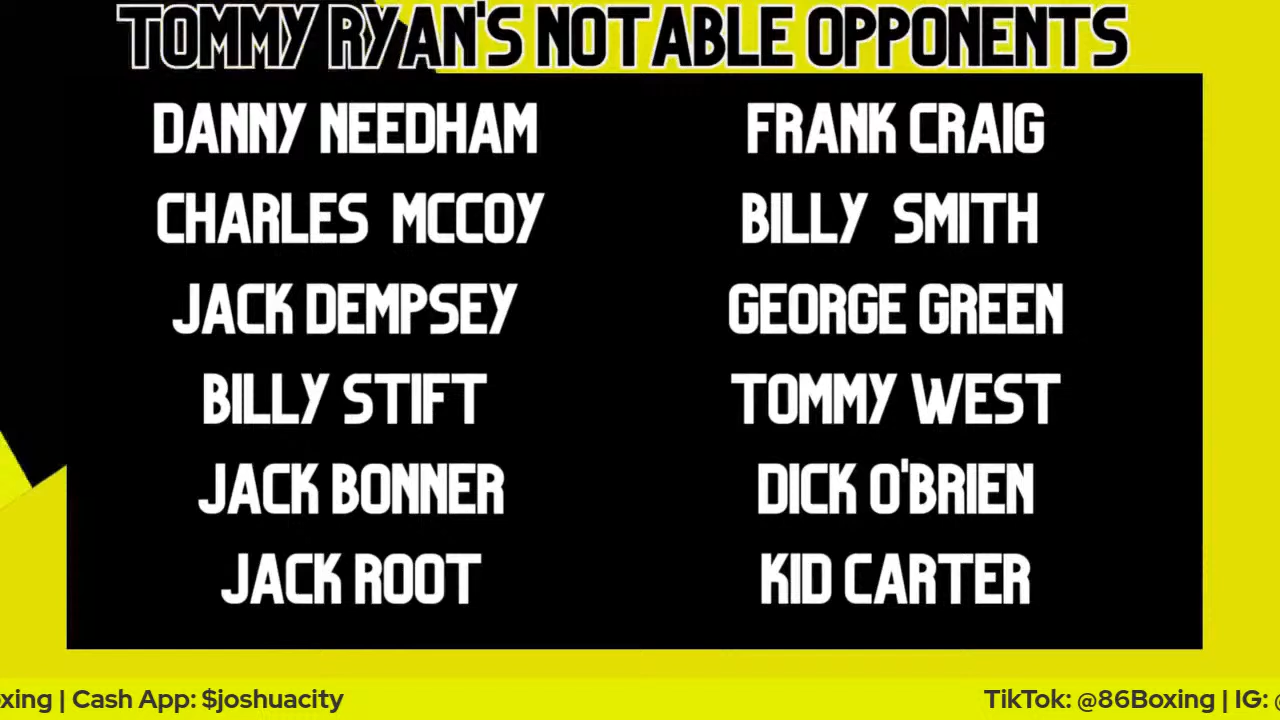 TOMMY RYAN'S NOTABLE OPPONENTS
DANNY NEEDHAM
CHARLES MCCOY
JACK DEMPSEY
BILLY STIFT
JACK BONNER
JACK ROOT
FRANK CRAIG
BILLY SMITH
GEORGE GREEN
TOMMY WEST
DICK O'BRIEN
KID CARTER
xing | Cash App: $joshuacity
TikTok: @86Boxing | IG: @